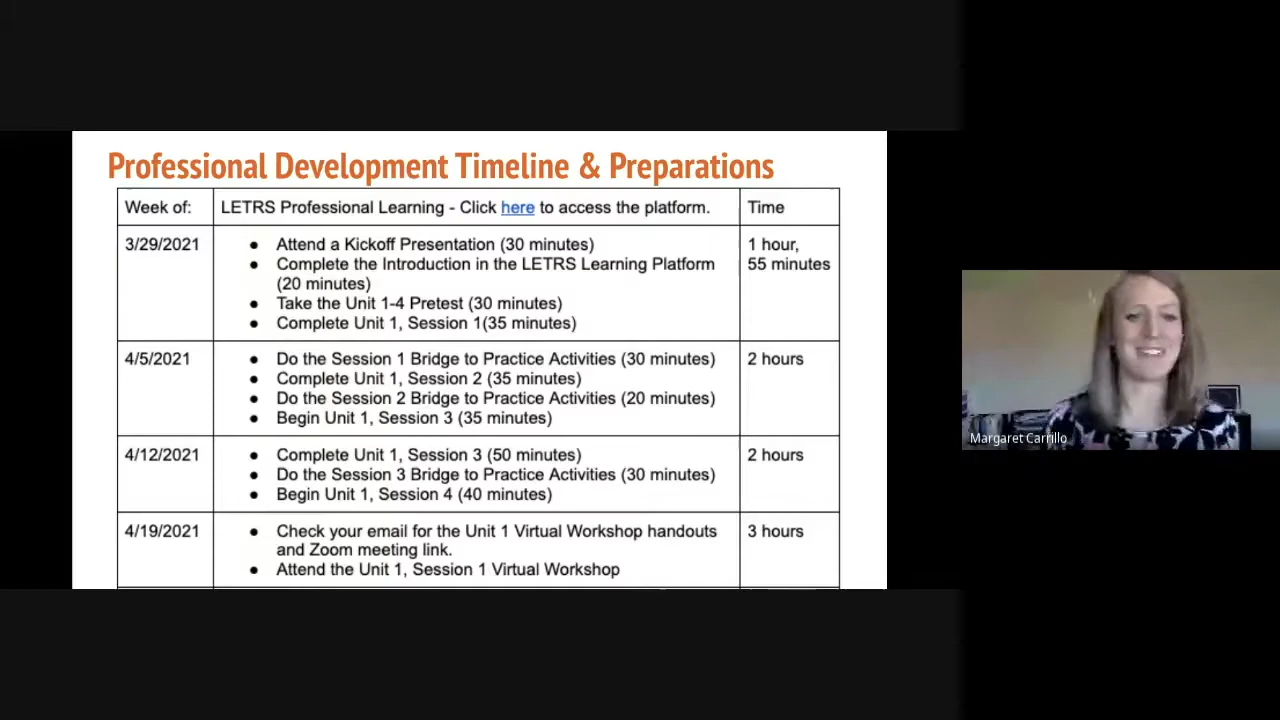 Professional Development Timeline & Preparations
Week of:
LETRS Professional Learning - Click here to access the platform.
Time
3/29/2021
Attend a Kickoff Presentation (30 minutes)
Complete the Introduction in the LETRS Learning Platform
(20 minutes)
Take the Unit 1-4 Pretest (30 minutes)
Complete Unit 1, Session 1(35 minutes)
1 hour,
55 minutes
4/5/2021
Do the Session 1 Bridge to Practice Activities (30 minutes)
Complete Unit 1, Session 2 (35 minutes)
Do the Session 2 Bridge to Practice Activities (20 minutes)
Begin Unit 1, Session 3 (35 minutes)
2 hours
4/12/2021
Complete Unit 1, Session 3 (50 minutes)
Do the Session 3 Bridge to Practice Activities (30 minutes)
Begin Unit 1, Session 4 (40 minutes)
2 hours
4/19/2021
Check your email for the Unit 1 Virtual Workshop handouts
and Zoom meeting link.
Attend the Unit 1, Session 1 Virtual Workshop
3 hours
Margaret Carrillo